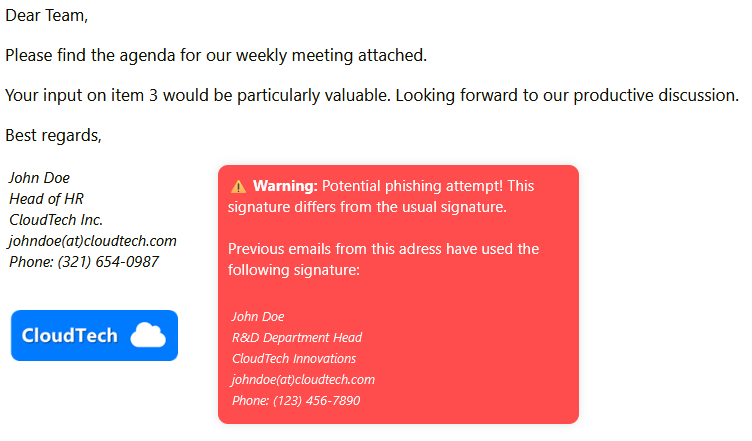 Dear Team,
Please find the agenda for our weekly meeting attached.
Your input on item 3 would be particularly valuable. Looking forward to our productive discussion.
Best regards,
John Doe
Head of HR
CloudTech Inc.
johndoe(at)cloudtech.com
Phone: (321) 654-0987
CloudTech
⚠️ Warning: Potential phishing attempt! This
signature differs from the usual signature.
Previous emails from this adress have used the
following signature:
John Doe
R&D Department Head
CloudTech Innovations
johndoe(at)cloudtech.com
Phone: (123) 456-7890